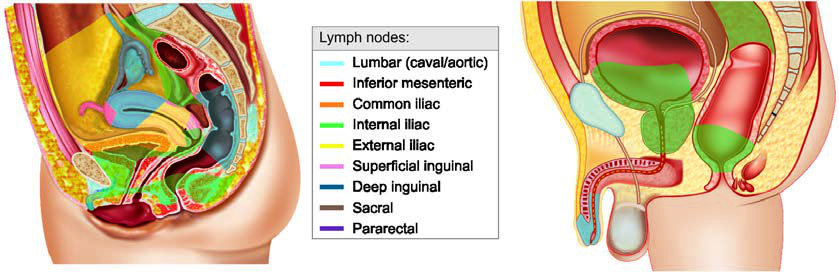 Lymph nodes:
Lumbar (caval/aortic)
Inferior mesenteric
Common iliac
Internal iliac
External iliac
Superficial inguinal
Deep inguinal
Sacral
Pararectal